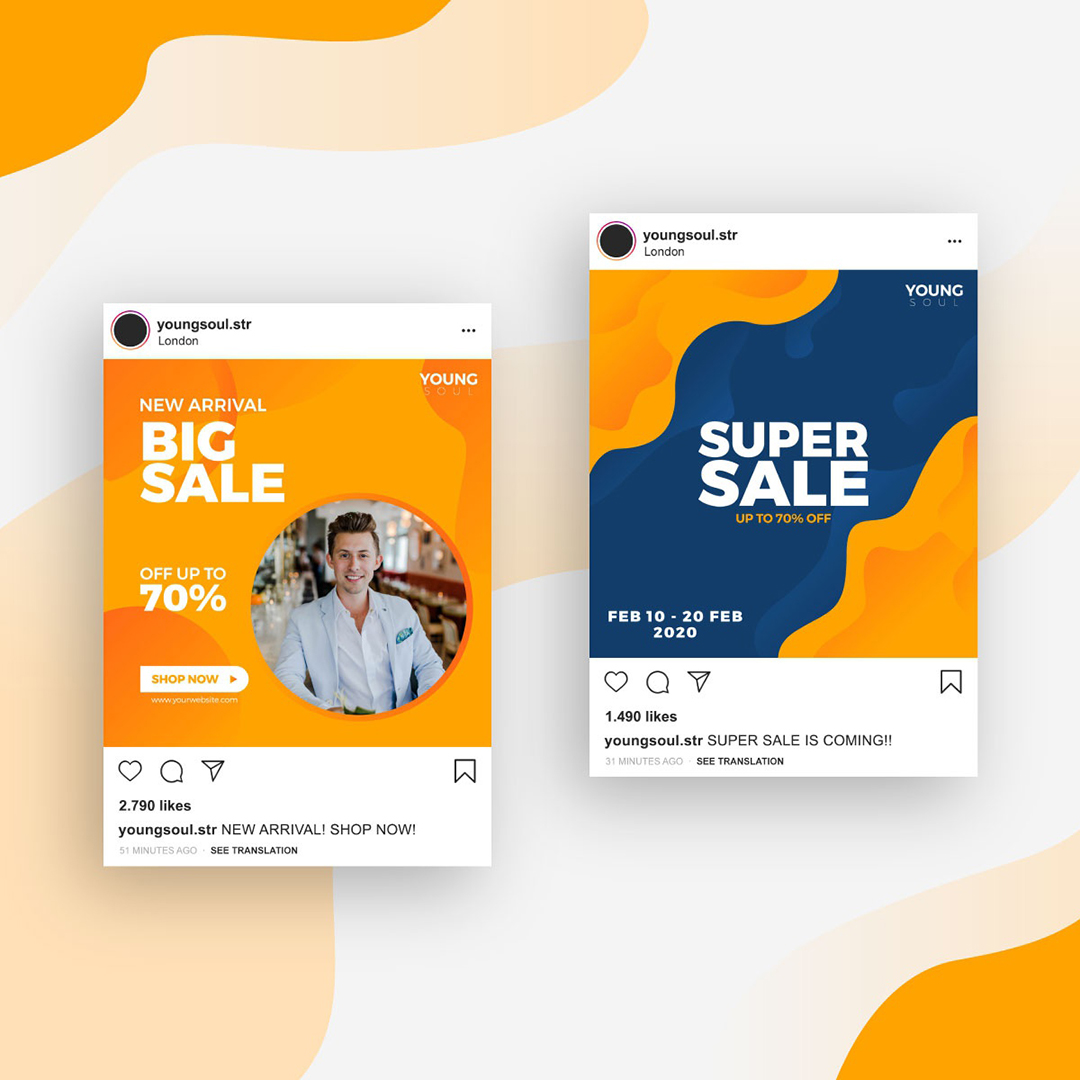 youngsoul.str
London
YOUNG
SOUL
NEW ARRIVAL
BIG
SALE
OFF UP TO
70%
SHOP NOW
www.yourwebsite.com
2.790 likes
youngsoul.str NEW ARRIVAL! SHOP NOW!
51 MINUTES AGO · SEE TRANSLATION
youngsoul.str
London
YOUNG
SOUL
SUPER
SALE
UP TO 70% OFF
FEB 10 - 20 FEB
2020
1.490 likes
youngsoul.str SUPER SALE IS COMING!!
31 MINUTES AGO · SEE TRANSLATION